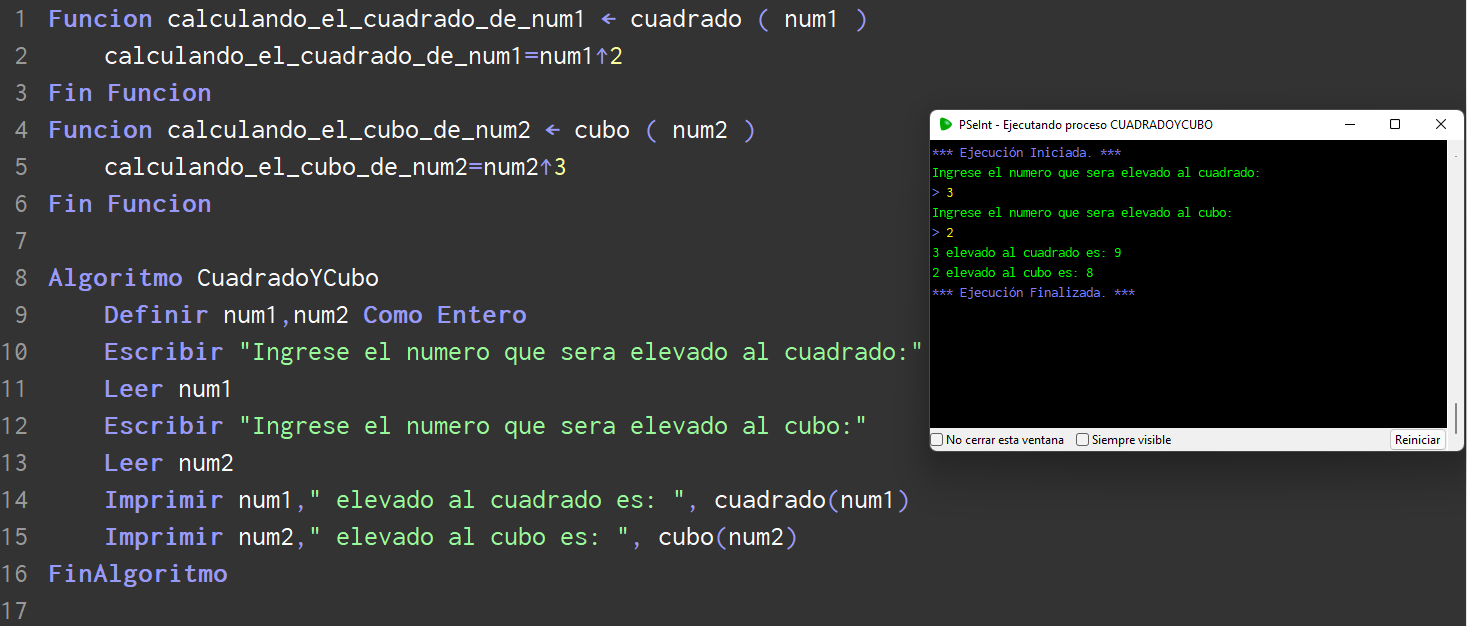 1 Funcion calculando_el_cuadrado_de_num1 ← cuadrado ( num1 )
2 calculando_el_cuadrado_de_num1=num1↑2
3 Fin Funcion
4 Funcion calculando_el_cubo_de_num2 ← cubo ( num2 )
5 calculando_el_cubo_de_num2=num2↑3
6 Fin Funcion
7
8 Algoritmo CuadradoYCubo
9 Definir num1,num2 Como Entero
10 Escribir "Ingrese el numero que sera elevado al cuadrado:"
11 Leer num1
12 Escribir "Ingrese el numero que sera elevado al cubo:"
13 Leer num2
14 Imprimir num1," elevado al cuadrado es: ", cuadrado(num1)
15 Imprimir num2," elevado al cubo es: ", cubo(num2)
16 FinAlgoritmo
17
PSeInt - Ejecutando proceso CUADRADOYCUBO
*** Ejecución Iniciada. ***
Ingrese el numero que sera elevado al cuadrado:
> 3
Ingrese el numero que sera elevado al cubo:
> 2
3 elevado al cuadrado es: 9
2 elevado al cubo es: 8
*** Ejecución Finalizada. ***
No cerrar esta ventana Siempre visible Reiniciar